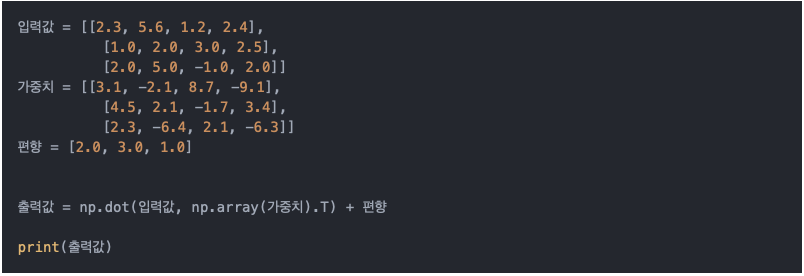 입력값 = [[2.3, 5.6, 1.2, 2.4],
[1.0, 2.0, 3.0, 2.5],
[2.0, 5.0, -1.0, 2.0]]
가중치 = [[3.1, -2.1, 8.7, -9.1],
[4.5, 2.1, -1.7, 3.4],
[2.3, -6.4, 2.1, -6.3]]
편향 = [2.0, 3.0, 1.0]
출력값 = np.dot(입력값, np.array(가중치).T) + 편향
print(출력값)